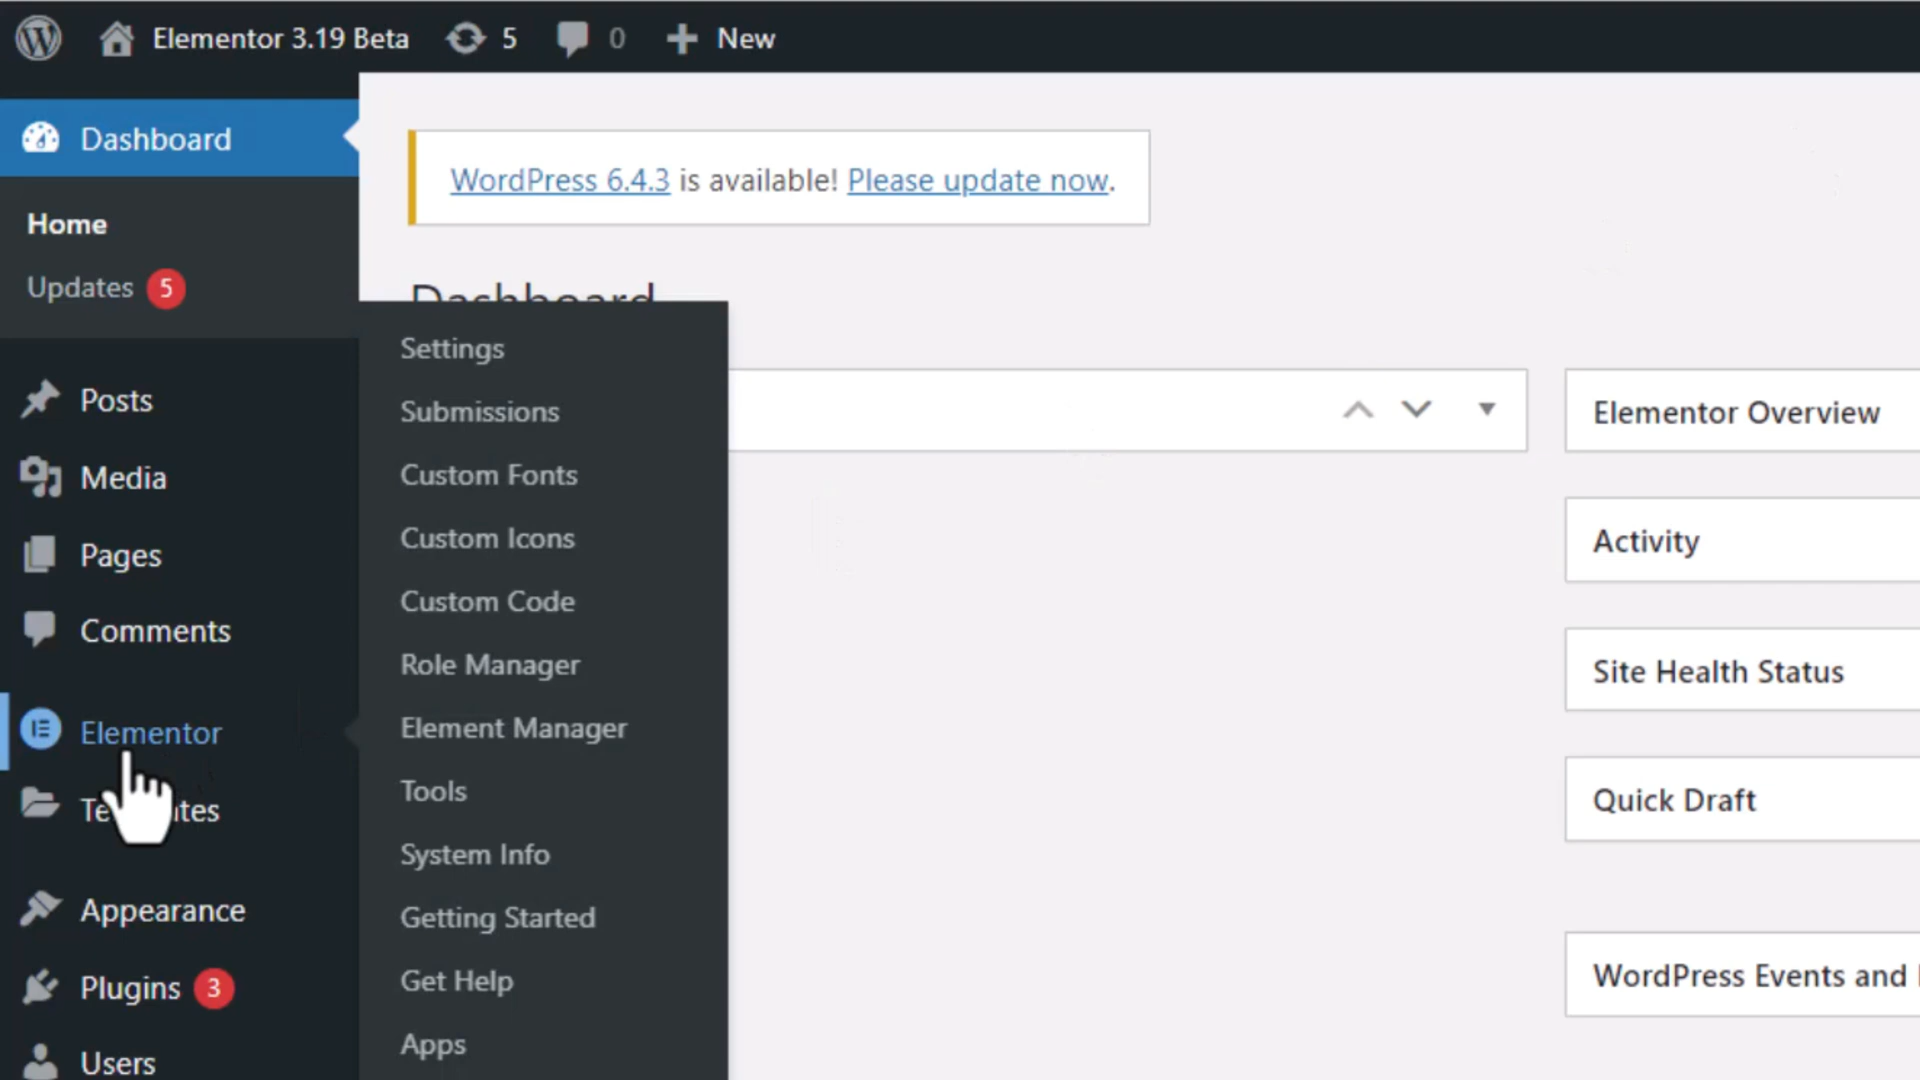 Elementor 3.19 Beta 5 0 New
Dashboard
Home
Updates 5
Posts
Media
Pages
Comments
Elementor
Appearance
Plugins 3
Users
Settings
Submissions
Custom Fonts
Custom Icons
Custom Code
Role Manager
Element Manager
Tools
System Info
Getting Started
Get Help
Apps
WordPress 6.4.3 is available! Please update now.
Dashboard
Elementor Overview
Activity
Site Health Status
Quick Draft
WordPress Events and